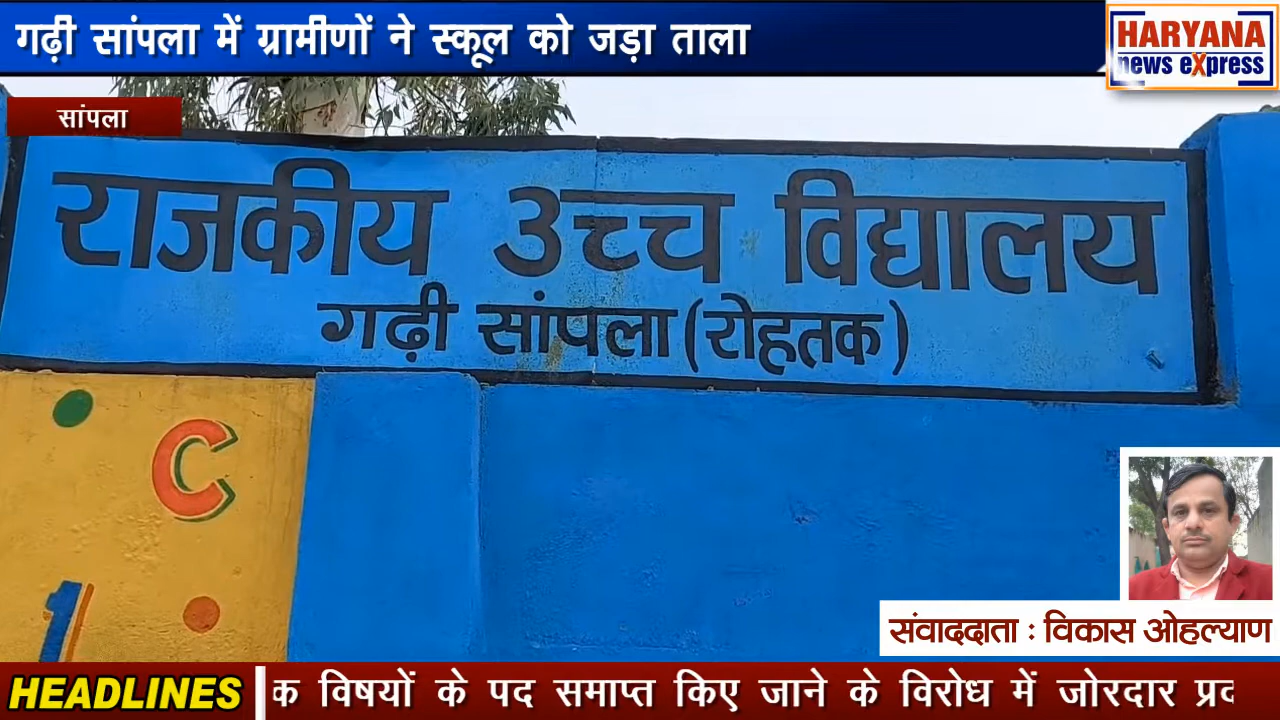 गढ़ी सांपला में ग्रामीणों ने स्कूल को जड़ा ताला
HARYANA
news eXpress
सांपला
राजकीय उच्च विद्यालय
गढ़ी सांपला (रोहतक)
C
1
संवाददाता : विकास ओहल्याण
HEADLINES
विषयों के पद समाप्त किए जाने के विरोध में जोरदार